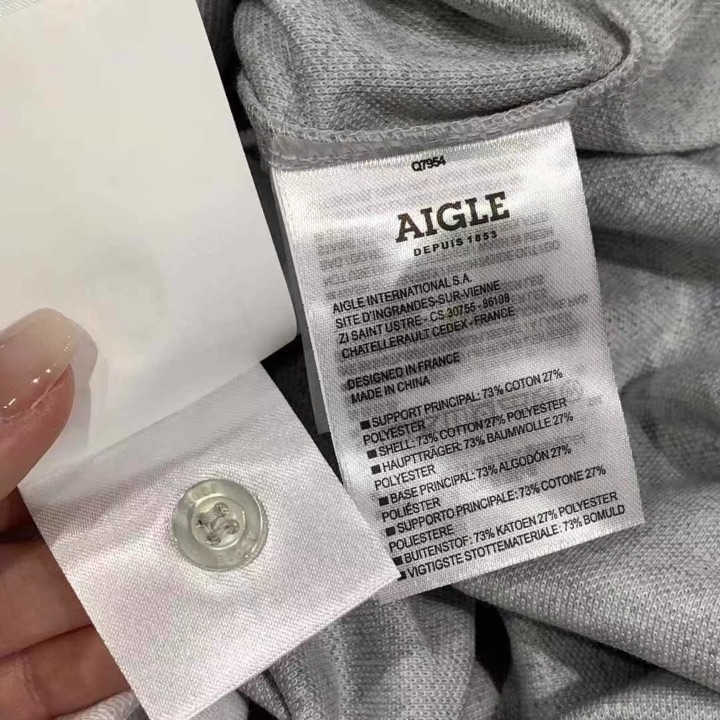 Q7954
AIGLE
DEPUIS 1853
AIGLE INTERNATIONAL S.A.
SITE D'INGRANDES-SUR-VIENNE
ZI SAINT USTRE - CS 30755 - 86108
CHATELLERAULT CEDEX - FRANCE
DESIGNED IN FRANCE
MADE IN CHINA
■ SUPPORT PRINCIPAL: 73% COTON 27%
POLYESTER
■ SHELL: 73% COTTON 27% POLYESTER
■ HAUPTTRÄGER: 73% BAUMWOLLE 27%
POLYESTER
■ BASE PRINCIPAL: 73% ALGODÓN 27%
POLIÉSTER
■ SUPPORTO PRINCIPALE: 73% COTONE 27%
POLIESTERE
■ BUITENSTOF: 73% KATOEN 27% POLYESTER
■ VIGTIGSTE STOTTEMATERIALE: 73% BOMULD